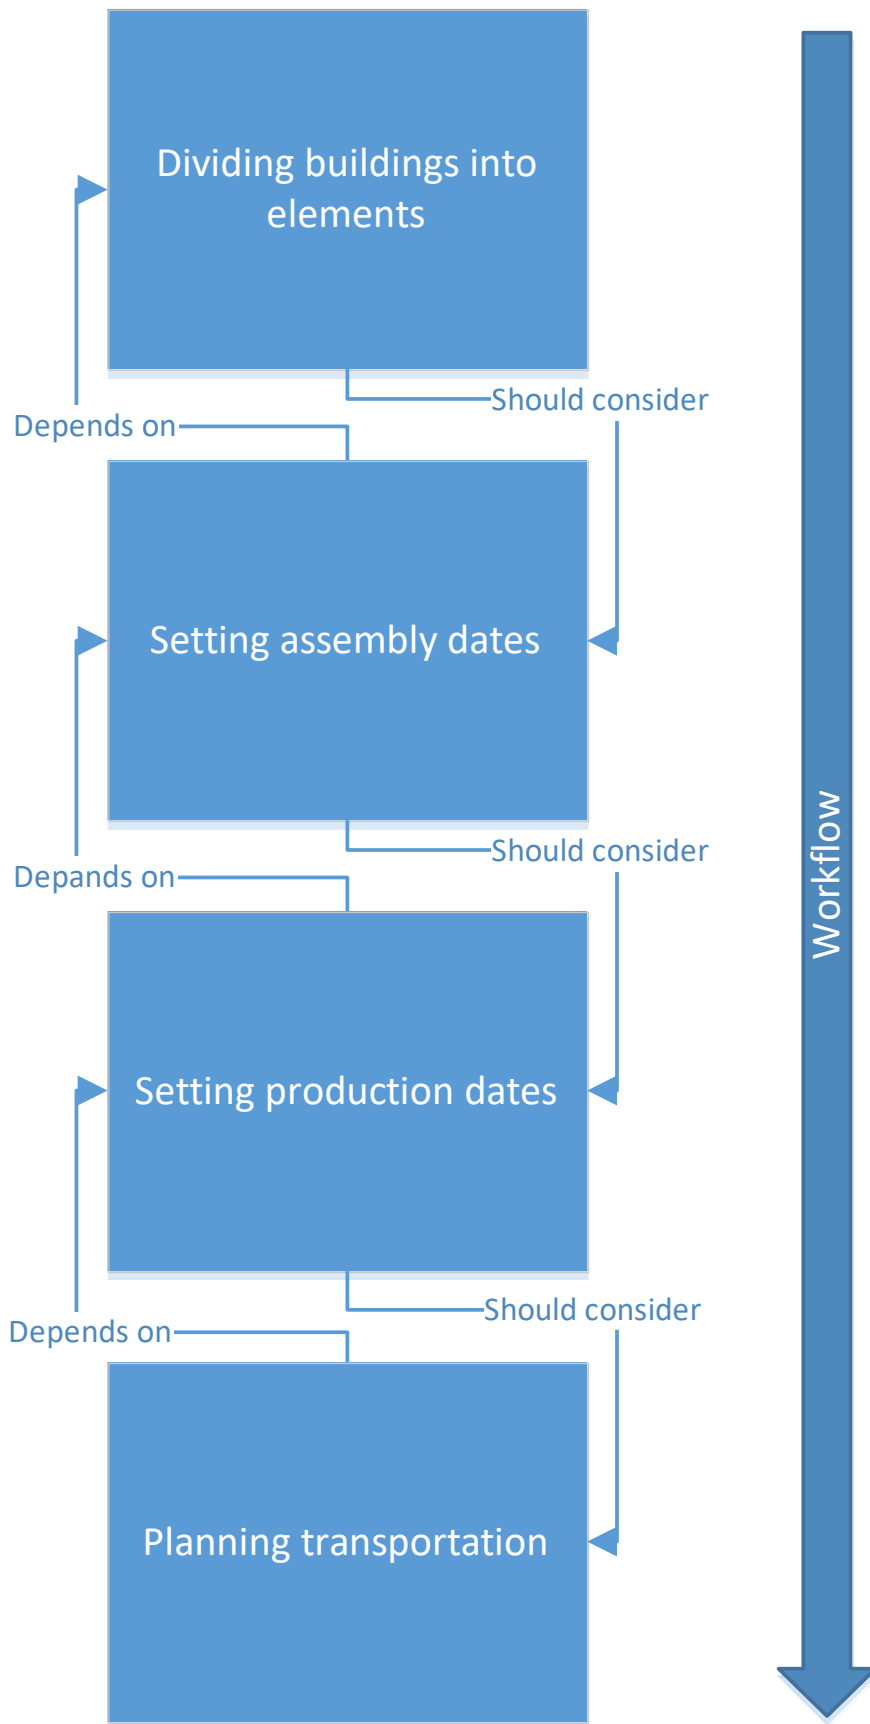 Dividing buildings into
elements
Should consider
Depends on
Setting assembly dates
Should consider
Depands on
Setting production dates
Should consider
Depends on
Planning transportation
Workflow